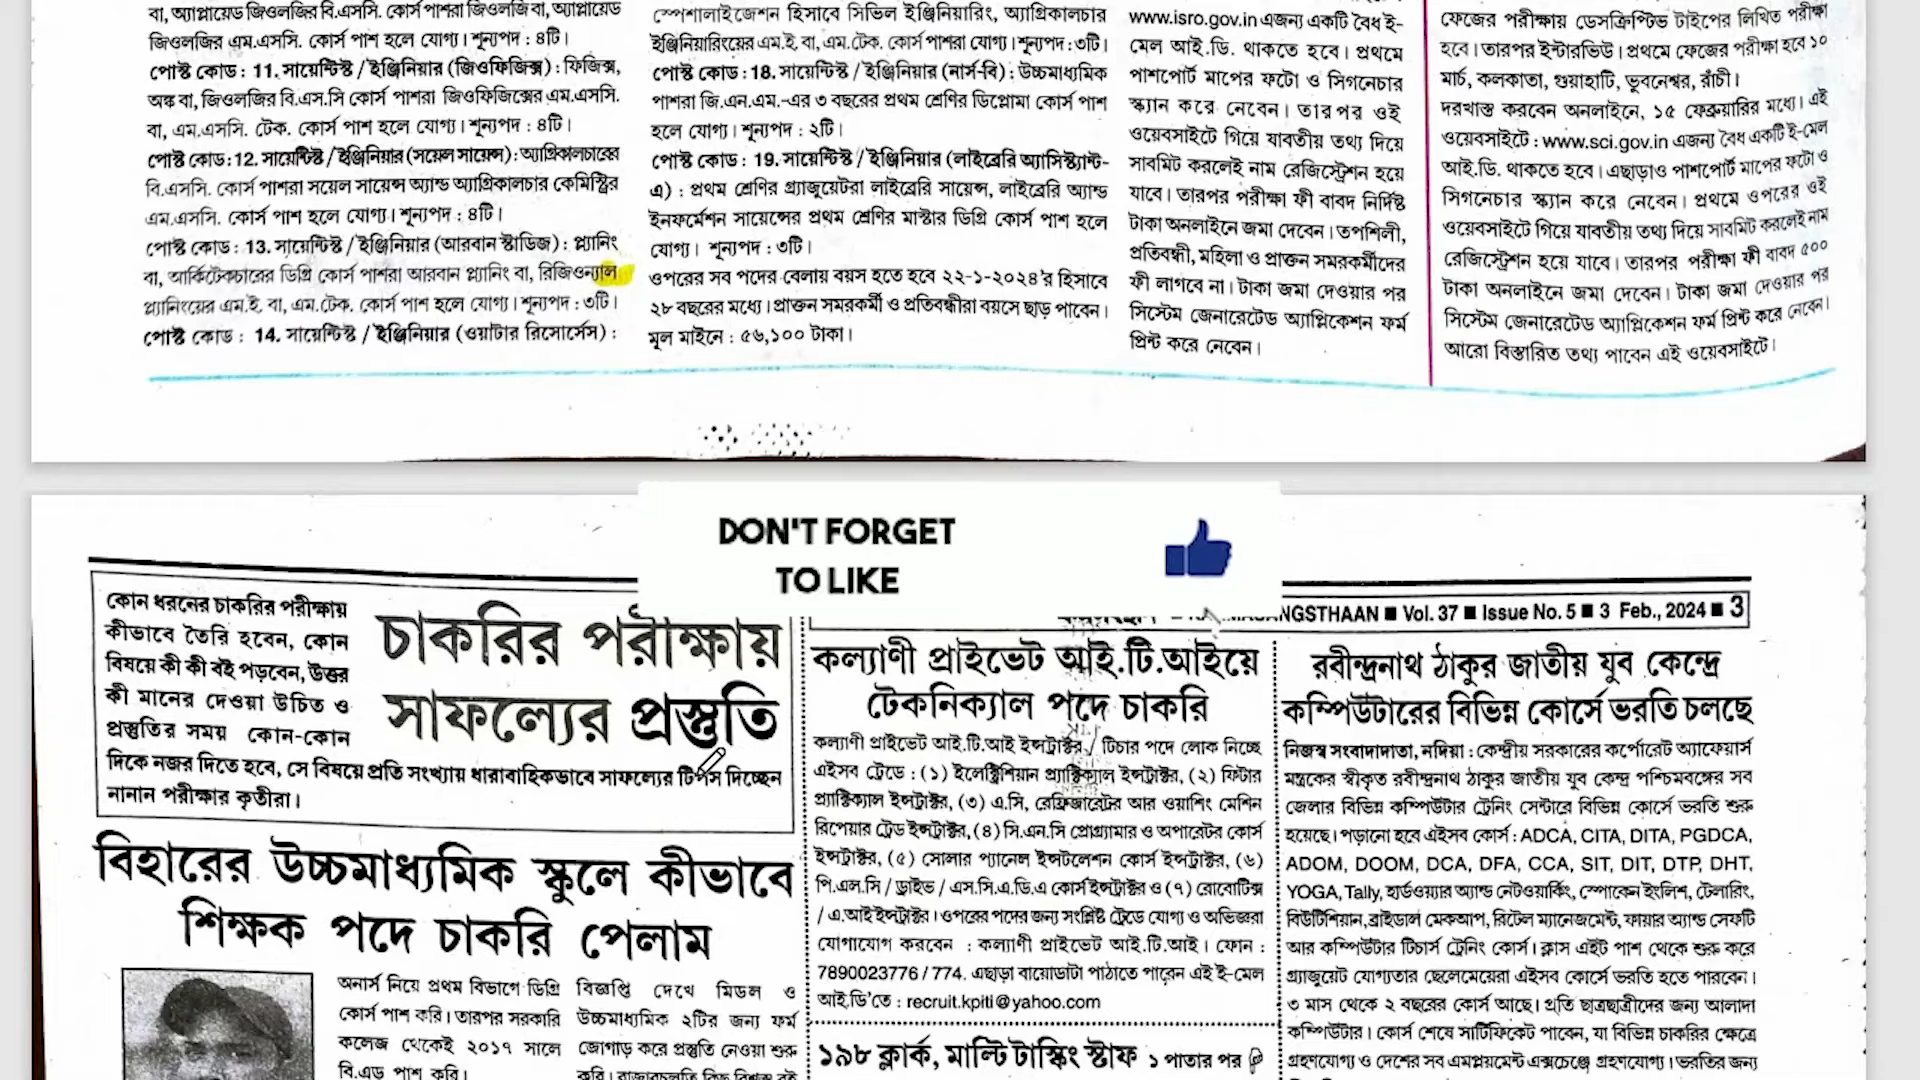 বা, অ্যাপ্লায়েড জিওলজির বি.এসসি. কোর্স পাশরা জিওলজি বা, অ্যাপ্লায়েড
জিওলজির এম.এসসি. কোর্স পাশ হলে যোগ্য। শূন্যপদ : ৪টি।
পোস্ট কোড : 11. সায়েন্টিস্ট / ইঞ্জিনিয়ার (জিওফিজিক্স) : ফিজিক্স,
অঙ্ক বা, জিওলজির বি.এস.সি কোর্স পাশরা জিওফিজিক্সের এম.এসসি.
বা, এম.এসসি. টেক. কোর্স পাশ হলে যোগ্য। শূন্যপদ : ৪টি।
পোস্ট কোড : 12. সায়েন্টিস্ট / ইঞ্জিনিয়ার (সয়েল সায়েন্স) : অ্যাগ্রিকালচারের
বি.এসসি. কোর্স পাশরা সয়েল সায়েন্স অ্যান্ড অ্যাগ্রিকালচার কেমিস্ট্রির
এম.এসসি. কোর্স পাশ হলে যোগ্য। শূন্যপদ : ৪টি।
পোস্ট কোড : 13. সায়েন্টিস্ট / ইঞ্জিনিয়ার (আরবান স্টাডিজ) : প্ল্যানিং
বা, আর্কিটেকচারের ডিগ্রি কোর্স পাশরা আরবান প্ল্যানিং বা, রিজিওন্যাল
প্ল্যানিংয়ের এম.ই. বা, এম.টেক. কোর্স পাশ হলে যোগ্য। শূন্যপদ : ৩টি।
পোস্ট কোড : 14. সায়েন্টিস্ট / ইঞ্জিনিয়ার (ওয়াটার রিসোর্সেস) :
স্পেশালাইজেশন হিসাবে সিভিল ইঞ্জিনিয়ারিং, অ্যাগ্রিকালচার
ইঞ্জিনিয়ারিংয়ের এম.ই. বা, এম.টেক. কোর্স পাশরা যোগ্য। শূন্যপদ : ৩টি।
পোস্ট কোড : 18. সায়েন্টিস্ট / ইঞ্জিনিয়ার (নার্স-বি) : উচ্চমাধ্যমিক
পাশরা জি.এন.এম.-এর ৩ বছরের প্রথম শ্রেণির ডিপ্লোমা কোর্স পাশ
হলে যোগ্য। শূন্যপদ : ২টি।
পোস্ট কোড : 19. সায়েন্টিস্ট / ইঞ্জিনিয়ার (লাইব্রেরি অ্যাসিস্ট্যান্ট-
এ) : প্রথম শ্রেণির গ্র্যাজুয়েটরা লাইব্রেরি সায়েন্স, লাইব্রেরি অ্যান্ড
ইনফর্মেশন সায়েন্সের প্রথম শ্রেণির মাস্টার ডিগ্রি কোর্স পাশ হলে
যোগ্য। শূন্যপদ : ৩টি।
ওপরের সব পদের বেলায় বয়স হতে হবে ২২-১-২০২৪'র হিসাবে
২৮ বছরের মধ্যে। প্রাক্তন সমরকর্মী ও প্রতিবন্ধীরা বয়সে ছাড় পাবেন।
মূল মাইনে : ৫৬,১০০ টাকা।
www.isro.gov.in এজন্য একটি বৈধ ই-
মেল আই.ডি. থাকতে হবে। প্রথমে
পাশপোর্ট মাপের ফটো ও সিগনেচার
স্ক্যান করে নেবেন। তারপর ওই
ওয়েবসাইটে গিয়ে যাবতীয় তথ্য দিয়ে
সাবমিট করলেই নাম রেজিস্ট্রেশন হয়ে
যাবে। তারপর পরীক্ষা ফী বাবদ নির্দিষ্ট
টাকা অনলাইনে জমা দেবেন। তপশিলী,
প্রতিবন্ধী, মহিলা ও প্রাক্তন সমরকর্মীদের
ফী লাগবে না। টাকা জমা দেওয়ার পর
সিস্টেম জেনারেটেড অ্যাপ্লিকেশন ফর্ম
প্রিন্ট করে নেবেন।
ফেজের পরীক্ষায় ডেসক্রিপ্টিভ টাইপের লিখিত পরীক্ষা
হবে। তারপর ইন্টারভিউ। প্রথম ফেজের পরীক্ষা হবে ১০
মার্চ, কলকাতা, গুয়াহাটি, ভুবনেশ্বর, রাঁচী।
দরখাস্ত করবেন অনলাইনে, ১৫ ফেব্রুয়ারির মধ্যে। এই
ওয়েবসাইটে : www.sci.gov.in এজন্য বৈধ একটি ই-মেল
আই.ডি. থাকতে হবে। এছাড়াও পাশপোর্ট মাপের ফটো ও
সিগনেচার স্ক্যান করে নেবেন। প্রথমে ওপরের ওই
ওয়েবসাইটে গিয়ে যাবতীয় তথ্য দিয়ে সাবমিট করলেই নাম
রেজিস্ট্রেশন হয়ে যাবে। তারপর পরীক্ষা ফী বাবদ ৫০০
টাকা অনলাইনে জমা দেবেন। টাকা জমা দেওয়ার পর
সিস্টেম জেনারেটেড অ্যাপ্লিকেশন ফর্ম প্রিন্ট করে নেবেন।
আরো বিস্তারিত তথ্য পাবেন এই ওয়েবসাইটে।
DON'T FORGET
TO LIKE
ANGSTHAAN ■ Vol. 37 ■ Issue No. 5 ■ 3 Feb., 2024 ■ 3
কোন ধরনের চাকরির পরীক্ষায়
কীভাবে তৈরি হবেন, কোন
বিষয়ে কী কী বই পড়বেন, উত্তর
কী মানের দেওয়া উচিত ও
প্রস্তুতির সময় কোন-কোন
দিকে নজর দিতে হবে, সে বিষয়ে প্রতি সংখ্যায় ধারাবাহিকভাবে সাফল্যের টিপস দিচ্ছেন
নানান পরীক্ষার কৃতীরা।
চাকরির পরীক্ষায়
সাফল্যের প্রস্তুতি
বিহারের উচ্চমাধ্যমিক স্কুলে কীভাবে
শিক্ষক পদে চাকরি পেলাম
অনার্স নিয়ে প্রথম বিভাগে ডিগ্রি
কোর্স পাশ করি। তারপর সরকারি
কলেজ থেকেই ২০১৭ সালে
বি.এড পাশ করি।
বিজ্ঞপ্তি দেখে মিডল ও
উচ্চমাধ্যমিক ২টির জন্য ফর্ম
জোগাড় করে প্রস্তুতি নেওয়া শুরু
কল্যাণী প্রাইভেট আই.টি.আইয়ে
টেকনিক্যাল পদে চাকরি
কল্যাণী প্রাইভেট আই.টি.আই ইন্সট্রাক্টর / টিচার পদে লোক নিচ্ছে
এইসব ট্রেডে : (১) ইলেক্ট্রিশিয়ান প্র্যাক্টিক্যাল ইন্সট্রাক্টর, (২) ফিটার
প্র্যাক্টিক্যাল ইন্সট্রাক্টর, (৩) এ.সি, রেফ্রিজারেটর আর ওয়াশিং মেশিন
রিপেয়ার ট্রেড ইন্সট্রাক্টর, (৪) সি.এন.সি প্রোগ্রামার ও অপারেটর কোর্স
ইন্সট্রাক্টর, (৫) সোলার প্যানেল ইন্সটলেশন কোর্স ইন্সট্রাক্টর, (৬)
পি.এল.সি / ড্রাইভ / এস.সি.এ.ডি.এ কোর্স ইন্সট্রাক্টর ও (৭) রোবোটিক্স
/ এ.আই ইন্সট্রাক্টর। ওপরের পদের জন্য সংশ্লিষ্ট ট্রেডে যোগ্য ও অভিজ্ঞরা
যোগাযোগ করবেন : কল্যাণী প্রাইভেট আই.টি.আই। ফোন :
7890023776 / 774. এছাড়া বায়োডাটা পাঠাতে পারেন এই ই-মেল
আই.ডি'তে : recruit.kpiti@yahoo.com
১৯৮ ক্লার্ক, মাল্টি টাস্কিং স্টাফ ১ পাতার পর
রবীন্দ্রনাথ ঠাকুর জাতীয় যুব কেন্দ্রে
কম্পিউটারের বিভিন্ন কোর্সে ভরতি চলছে
নিজস্ব সংবাদাদাতা, নদিয়া : কেন্দ্রীয় সরকারের কর্পোরেট অ্যাফেয়ার্স
মন্ত্রকের স্বীকৃত রবীন্দ্রনাথ ঠাকুর জাতীয় যুব কেন্দ্র পশ্চিমবঙ্গের সব
জেলার বিভিন্ন কম্পিউটার ট্রেনিং সেন্টারে বিভিন্ন কোর্সে ভরতি শুরু
হয়েছে। পড়ানো হবে এইসব কোর্স : ADCA, CITA, DITA, PGDCA,
ADOM, DOOM, DCA, DFA, CCA, SIT, DIT, DTP, DHT,
YOGA, Tally, হার্ডওয়্যার অ্যান্ড নেটওয়ার্কিং, স্পোকেন ইংলিশ, টেলারিং,
বিউটিশিয়ান, ব্রাইডাল মেকআপ, রিটেল ম্যানেজমেন্ট, ফায়ার অ্যান্ড সেফটি
আর কম্পিউটার টিচার্স ট্রেনিং কোর্স। ক্লাস এইট পাশ থেকে শুরু করে
গ্র্যাজুয়েট যোগ্যতার ছেলেমেয়েরা এইসব কোর্সে ভরতি হতে পারবেন।
৩ মাস থেকে ২ বছরের কোর্স আছে। প্রতি ছাত্রছাত্রীদের জন্য আলাদা
কম্পিউটার। কোর্স শেষে সার্টিফিকেট পাবেন, যা বিভিন্ন চাকরির ক্ষেত্রে
গ্রহণযোগ্য ও দেশের সব এমপ্লয়মেন্ট এক্সচেঞ্জে গ্রহণযোগ্য। ভরতির জন্য